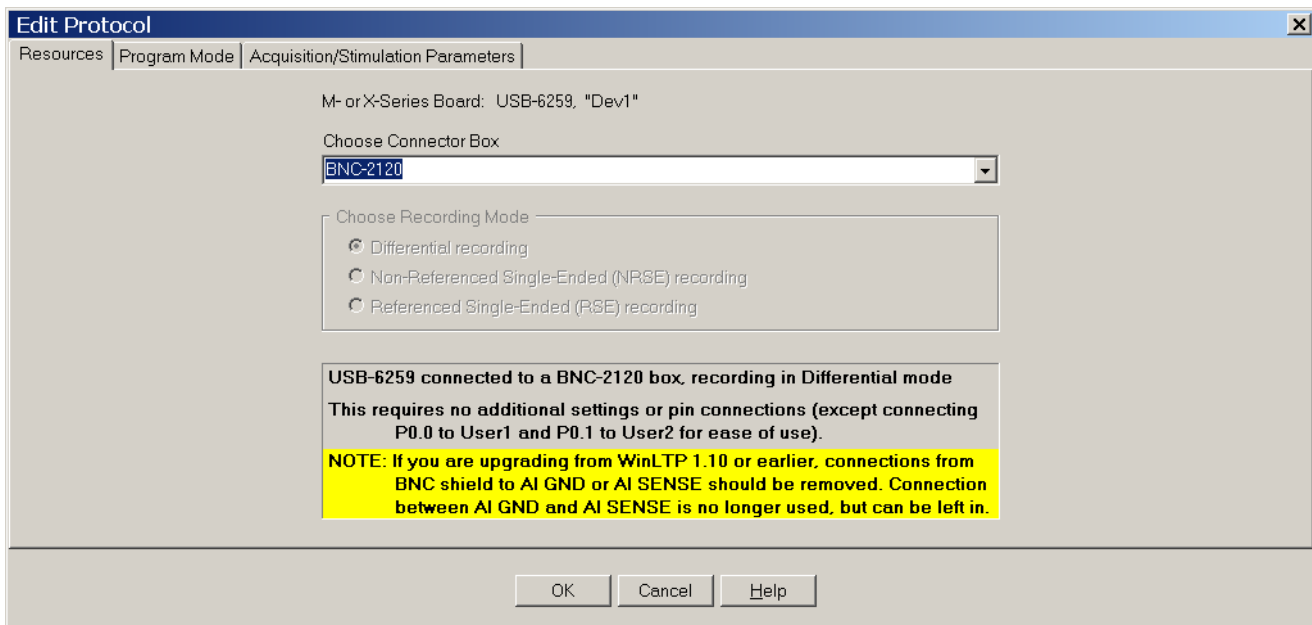 Edit Protocol
Resources
Program Mode
Acquisition/Stimulation Parameters
M- or X-Series Board: USB-6259, "Dev1"
Choose Connector Box
BNC-2120
Choose Recording Mode
Differential recording
Non-Referenced Single-Ended (NRSE) recording
Referenced Single-Ended (RSE) recording
USB-6259 connected to a BNC-2120 box, recording in Differential mode
This requires no additional settings or pin connections (except connecting
P0.0 to User1 and P0.1 to User2 for ease of use).
NOTE: If you are upgrading from WinLTP 1.10 or earlier, connections from
BNC shield to AI GND or AI SENSE should be removed. Connection
between AI GND and AI SENSE is no longer used, but can be left in.
OK
Cancel
Help